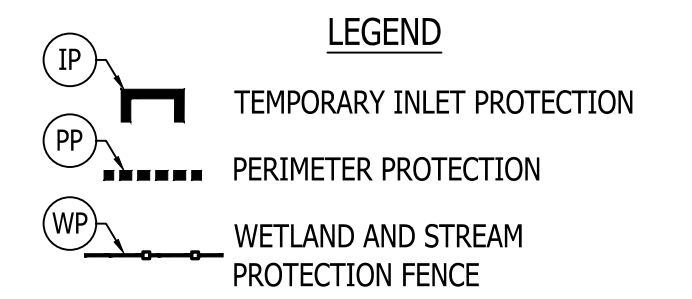 LEGEND
IP
TEMPORARY INLET PROTECTION
PP
PERIMETER PROTECTION
WP
WETLAND AND STREAM
PROTECTION FENCE